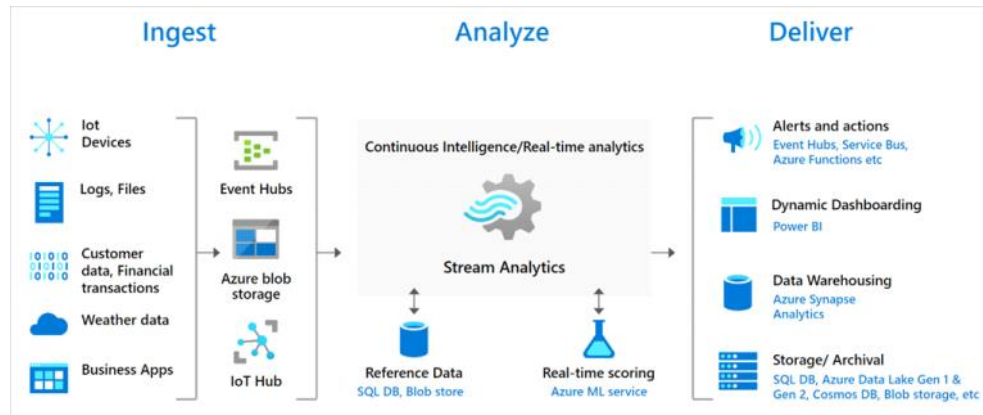 Ingest
Analyze
Deliver
Iot
Devices
Logs, Files
Customer
data, Financial
transactions
Weather data
Business Apps
Event Hubs
Azure blob
storage
IoT Hub
Continuous Intelligence/Real-time analytics
Stream Analytics
Reference Data
SQL DB, Blob store
Real-time scoring
Azure ML service
Alerts and actions
Event Hubs, Service Bus,
Azure Functions etc
Dynamic Dashboarding
Power BI
Data Warehousing
Azure Synapse
Analytics
Storage/ Archival
SQL DB, Azure Data Lake Gen 1 &
Gen 2, Cosmos DB, Blob storage, etc